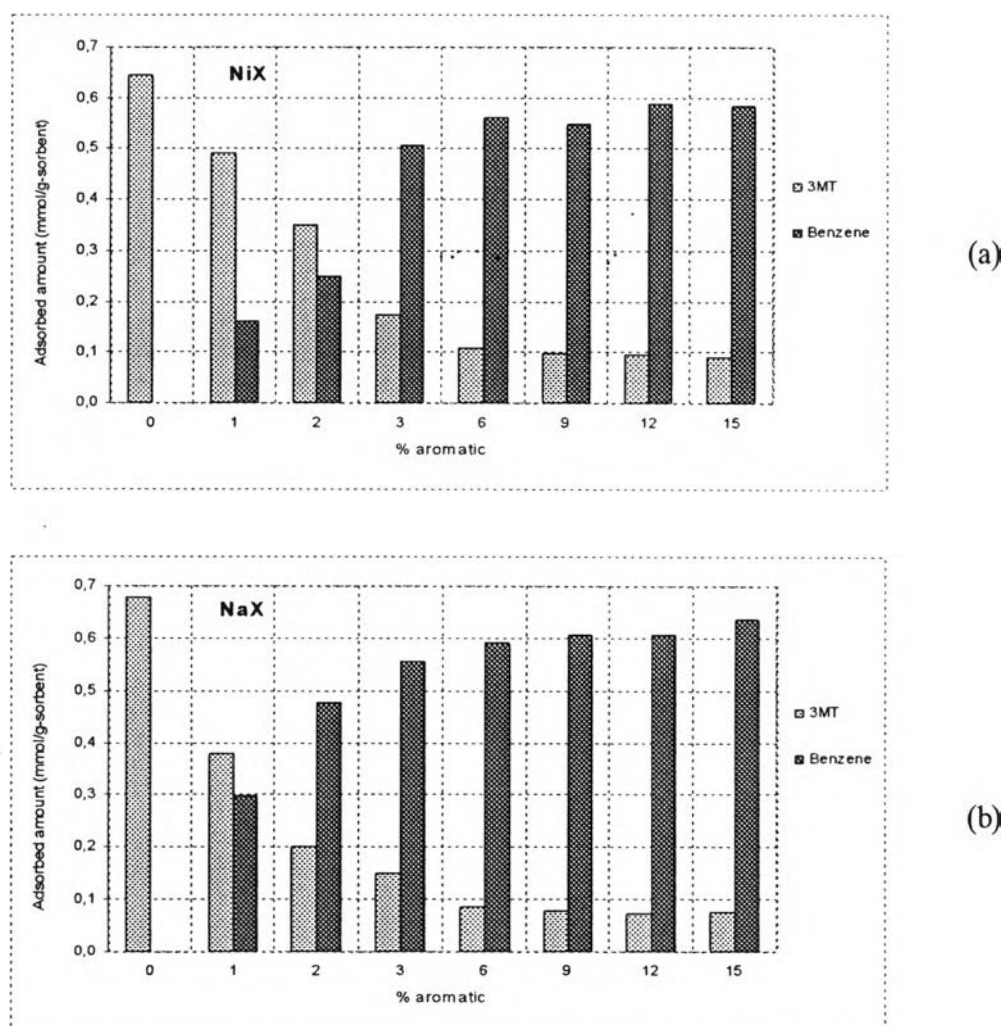 NiX
0,7
0,6
0,5
0,4
0,3
0,2
0,1
0,0
Adsorbed amount (mmol/g-sorbent)
0 1 2 3 6 9 12 15
% aromatic
3MT
Benzene
(a)
NaX
0,7
0,6
0,5
0,4
0,3
0,2
0,1
0,0
Adsorbed amount (mmol/g-sorbent)
0 1 2 3 6 9 12 15
% aromatic
3MT
Benzene
(b)